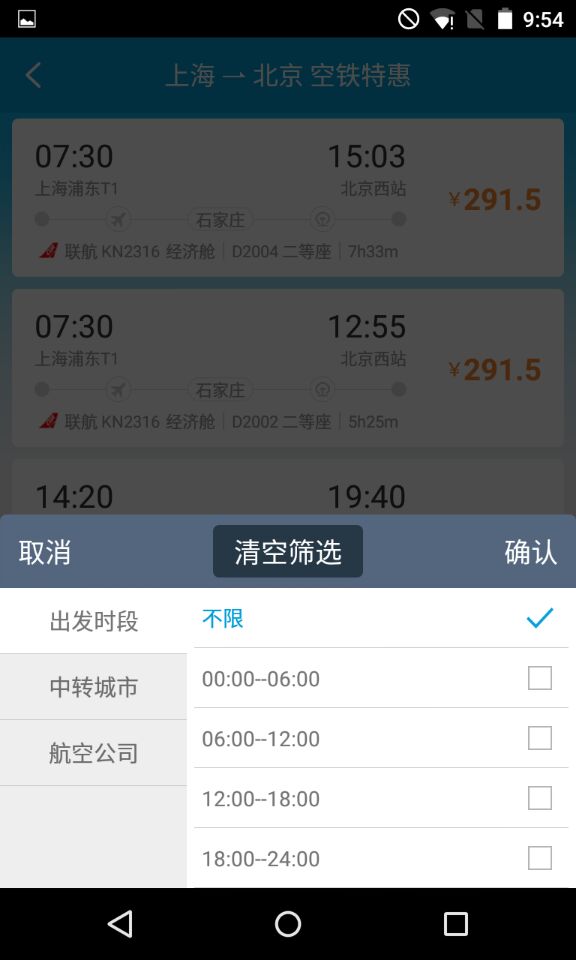 9:54
上海 — 北京 空铁特惠
07:30 15:03
上海浦东T1 北京西站
¥291.5
石家庄
联航 KN2316 经济舱 | D2004 二等座 | 7h33m
07:30 12:55
上海浦东T1 北京西站
¥291.5
石家庄
联航 KN2316 经济舱 | D2002 二等座 | 5h25m
14:20 19:40
取消 清空筛选 确认
出发时段
中转城市
航空公司
不限
00:00--06:00
06:00--12:00
12:00--18:00
18:00--24:00